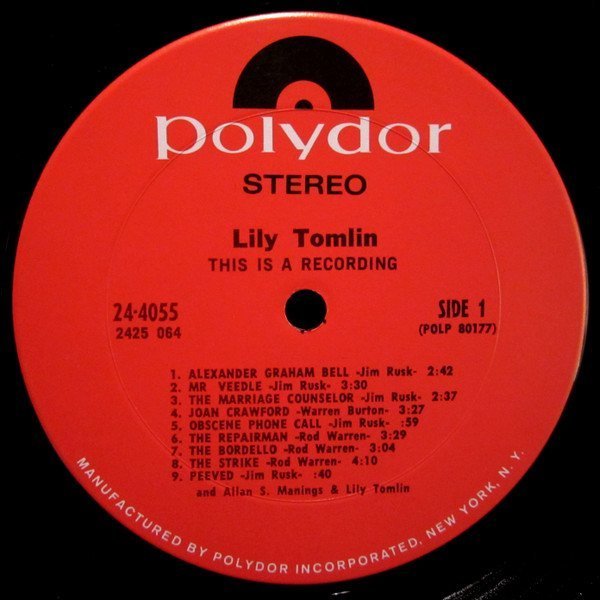 polydor
STEREO
Lily Tomlin
THIS IS A RECORDING
24-4055 SIDE 1
2425 064 (POLP 80177)
1. ALEXANDER GRAHAM BELL -Jim Rusk- 2:42
2. MR VEEDLE -Jim Rusk- 3:30
3. THE MARRIAGE COUNSELOR -Jim Rusk- 2:37
4. JOAN CRAWFORD -Warren Burton- 3:27
5. OBSCENE PHONE CALL -Jim Rusk- :59
6. THE REPAIRMAN -Rod Warren- 3:29
7. THE BORDELLO -Rod Warren- 3:04
8. THE STRIKE -Rod Warren- 4:10
9. PEEVED -Jim Rusk- :40
and Allan S. Manings & Lily Tomlin
MANUFACTURED BY POLYDOR INCORPORATED, NEW YORK, N. Y.